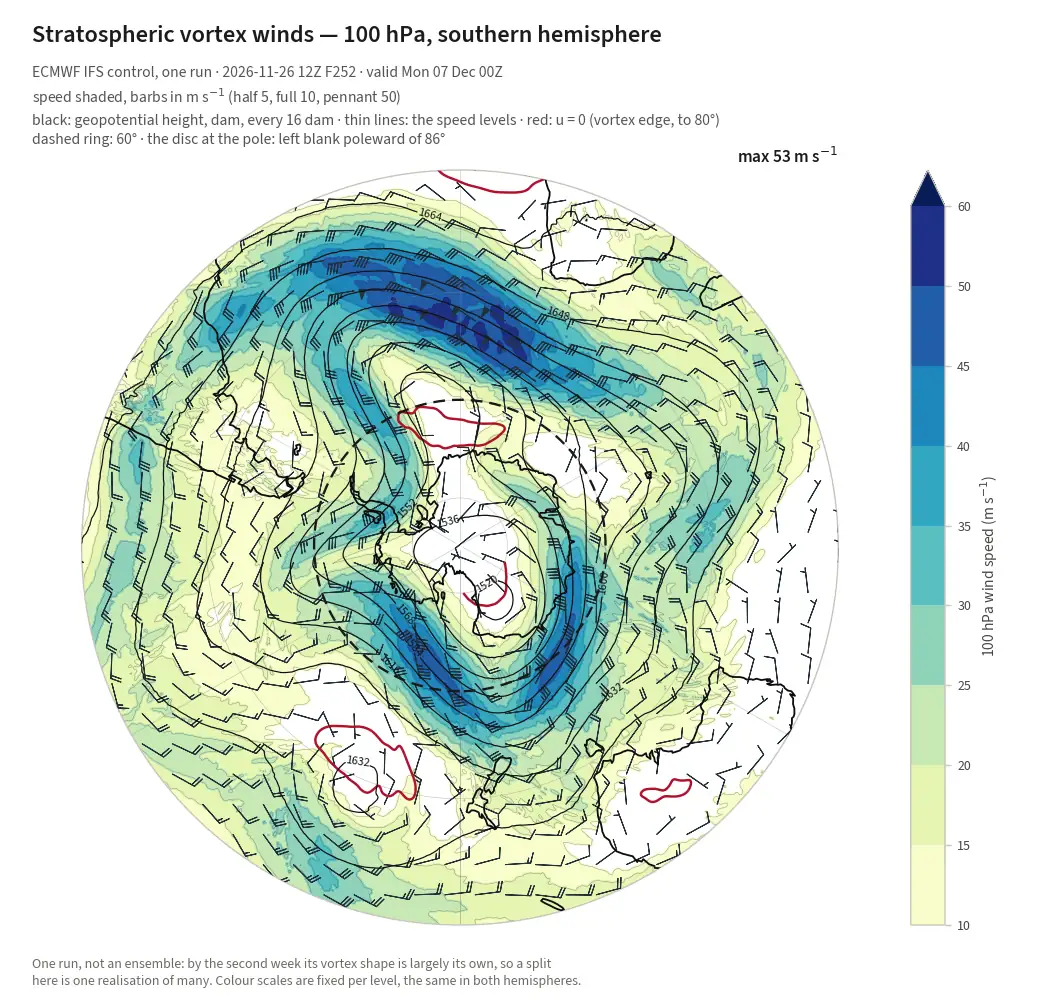 Stratospheric vortex winds — 100 hPa, southern hemisphere
ECMWF IFS control, one run · 2026-11-26 12Z F252 · valid Mon 07 Dec 00Z
speed shaded, barbs in m s⁻¹ (half 5, full 10, pennant 50)
black: geopotential height, dam, every 16 dam · thin lines: the speed levels · red: u = 0 (vortex edge, to 80°)
dashed ring: 60° · the disc at the pole: left blank poleward of 86°
max 53 m s⁻¹
1664
1648
1552
1536
1520
1600
1568
1632
1632
60
50
45
40
35
30
25
20
15
10
100 hPa wind speed (m s⁻¹)
One run, not an ensemble: by the second week its vortex shape is largely its own, so a split
here is one realisation of many. Colour scales are fixed per level, the same in both hemispheres.